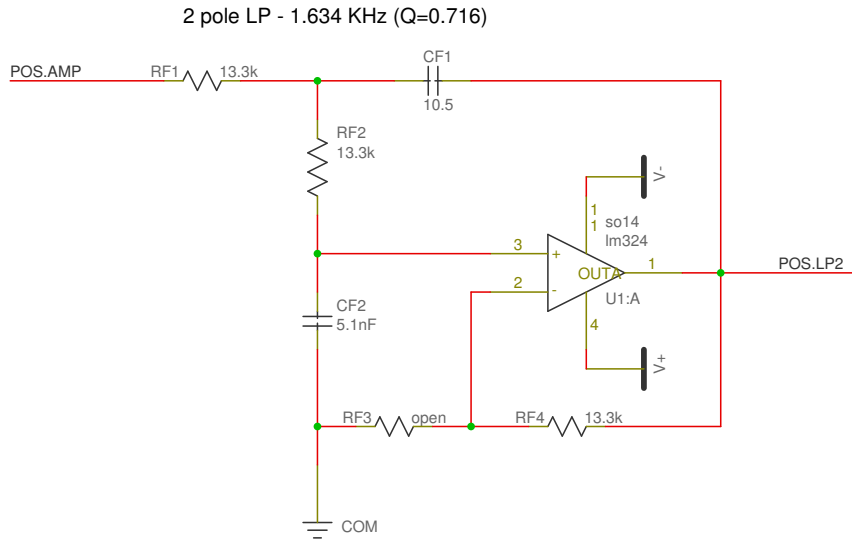 2 pole LP - 1.634 KHz (Q=0.716)
POS.AMP
RF1
13.3k
CF1
10.5
RF2
13.3k
V-
1
1
so14
lm324
3
+
OUTA
1
POS.LP2
2
-
U1:A
CF2
5.1nF
4
V+
RF3
open
RF4
13.3k
COM